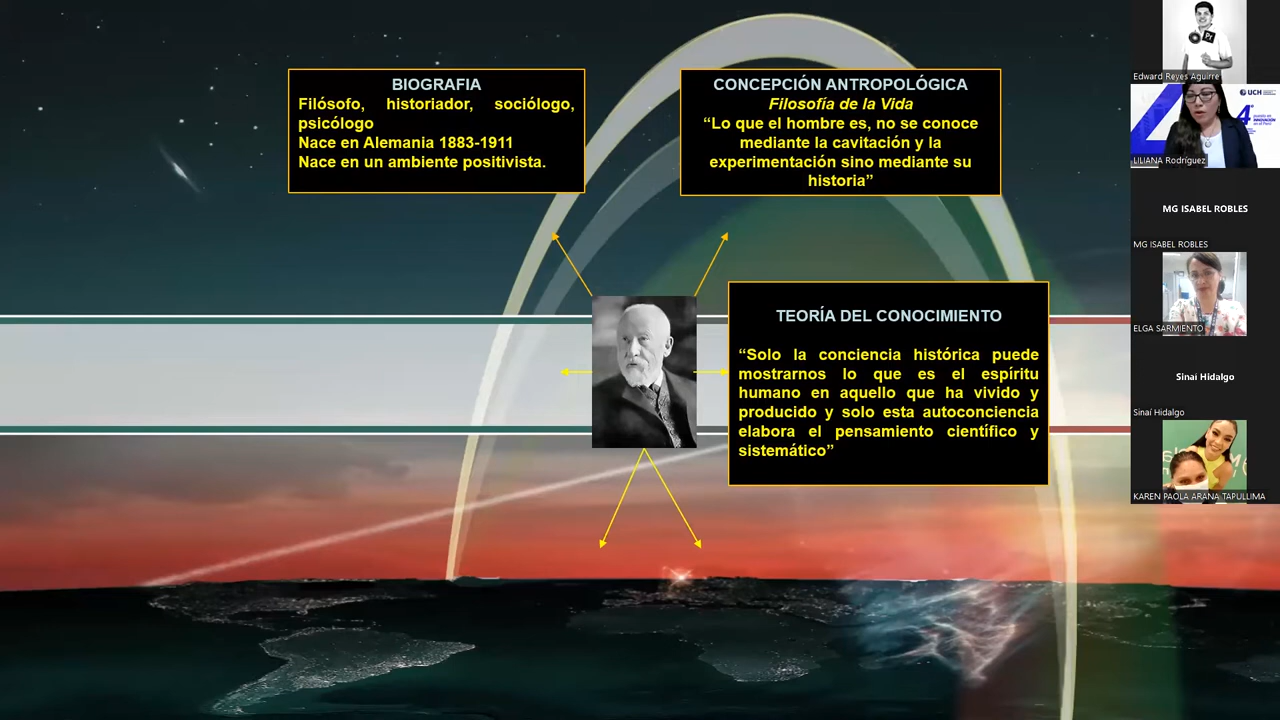 BIOGRAFIA
Filósofo, historiador, sociólogo,
psicólogo
Nace en Alemania 1883-1911
Nace en un ambiente positivista.
CONCEPCIÓN ANTROPOLÓGICA
Filosofía de la Vida
“Lo que el hombre es, no se conoce
mediante la cavitación y la
experimentación sino mediante su
historia”
TEORÍA DEL CONOCIMIENTO
“Solo la conciencia histórica puede
mostrarnos lo que es el espíritu
humano en aquello que ha vivido y
producido y solo esta autoconciencia
elabora el pensamiento científico y
sistemático”
Pr
Edward Reyes Aguirre
UCH
LILIANA Rodríguez
MG ISABEL ROBLES
MG ISABEL ROBLES
ELGA SARMIENTO
Sinaí Hidalgo
Sinaí Hidalgo
KAREN PAOLA ARANA TAPULLIMA